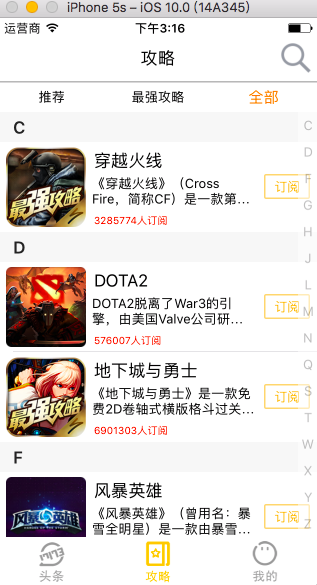 iPhone 5s – iOS 10.0 (14A345)
运营商 下午3:16
攻略
推荐 最强攻略 全部
C
穿越火线
《穿越火线》（Cross
Fire，简称CF）是一款第...
3285774人订阅
订阅
最强攻略
D
DOTA2
DOTA2脱离了War3的引
擎，由美国Valve公司研...
576007人订阅
订阅
地下城与勇士
《地下城与勇士》是一款免
费2D卷轴式横版格斗过关...
6901303人订阅
订阅
最强攻略
F
风暴英雄
《风暴英雄》（曾用名：暴
雪全明星）是一款由暴雪...
订阅
C
D
F
G
H
J
L
M
N
Q
S
T
W
X
Y
Z
头条 攻略 我的